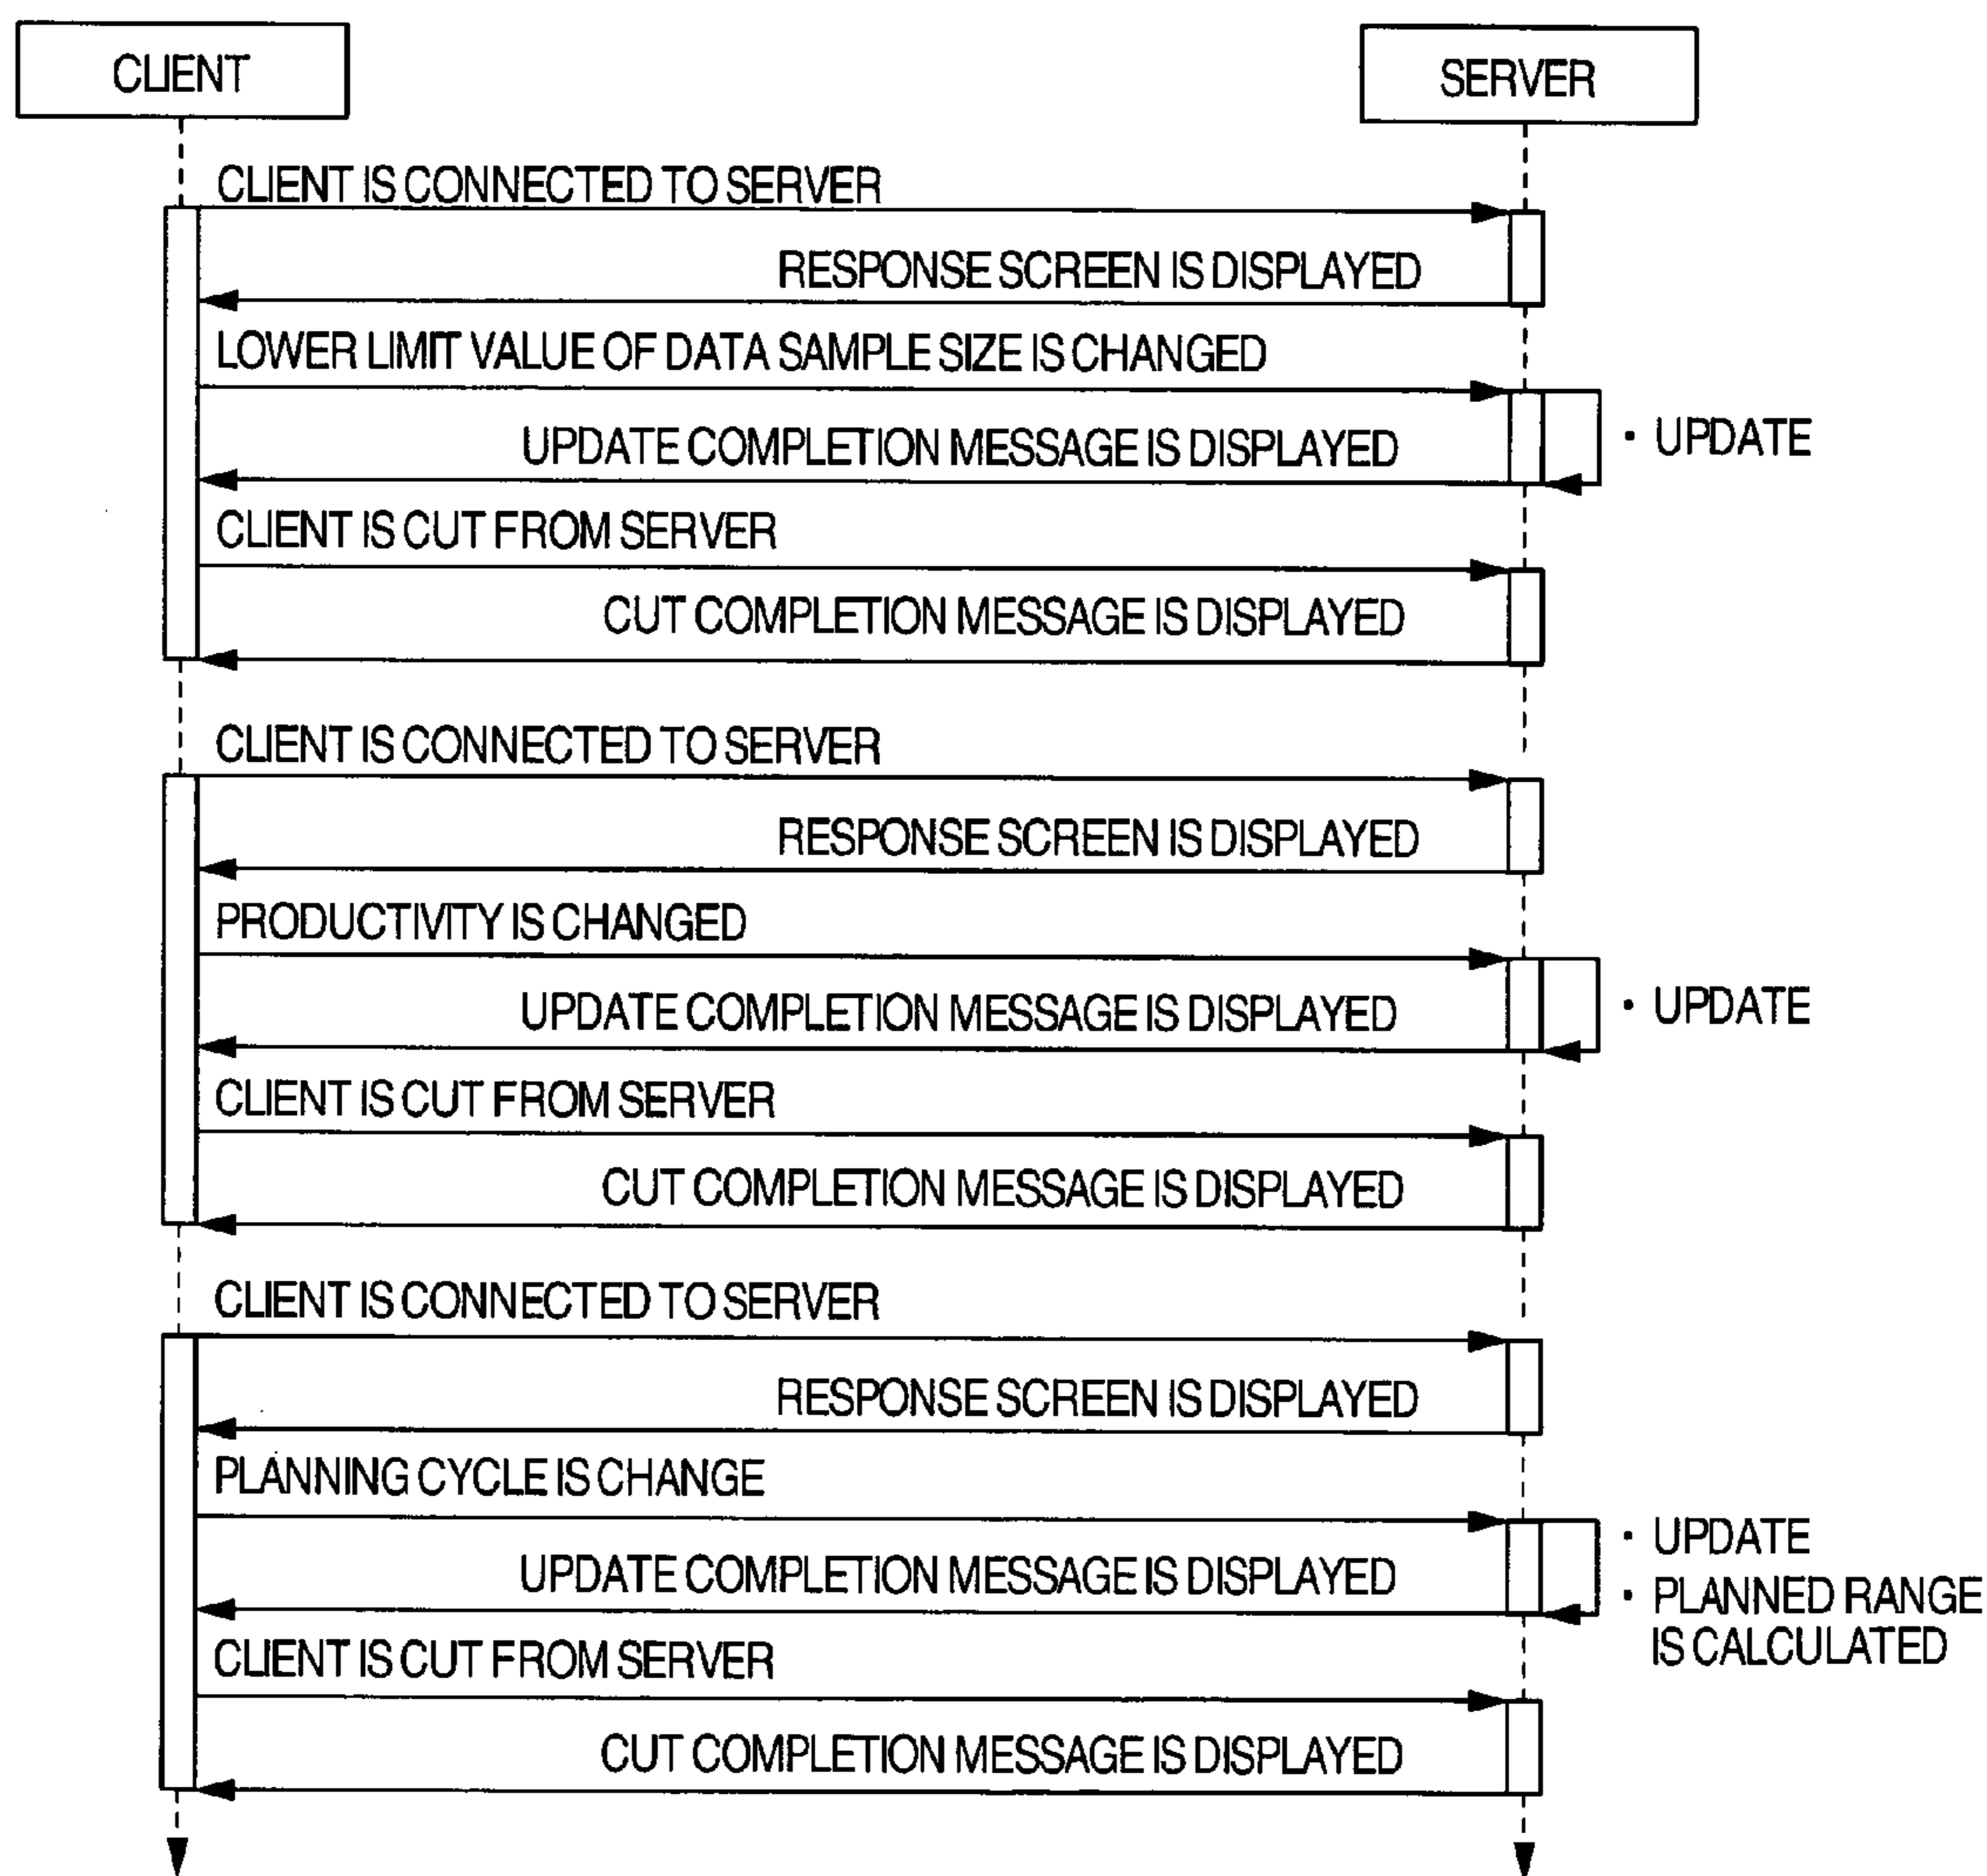 CLIENT
SERVER
CLIENT IS CONNECTED TO SERVER
RESPONSE SCREEN IS DISPLAYED
LOWER LIMIT VALUE OF DATA SAMPLE SIZE IS CHANGED
UPDATE COMPLETION MESSAGE IS DISPLAYED
· UPDATE
CLIENT IS CUT FROM SERVER
CUT COMPLETION MESSAGE IS DISPLAYED
CLIENT IS CONNECTED TO SERVER
RESPONSE SCREEN IS DISPLAYED
PRODUCTIVITY IS CHANGED
UPDATE COMPLETION MESSAGE IS DISPLAYED
· UPDATE
CLIENT IS CUT FROM SERVER
CUT COMPLETION MESSAGE IS DISPLAYED
CLIENT IS CONNECTED TO SERVER
RESPONSE SCREEN IS DISPLAYED
PLANNING CYCLE IS CHANGE
UPDATE COMPLETION MESSAGE IS DISPLAYED
· UPDATE
· PLANNED RANGE
IS CALCULATED
CLIENT IS CUT FROM SERVER
CUT COMPLETION MESSAGE IS DISPLAYED